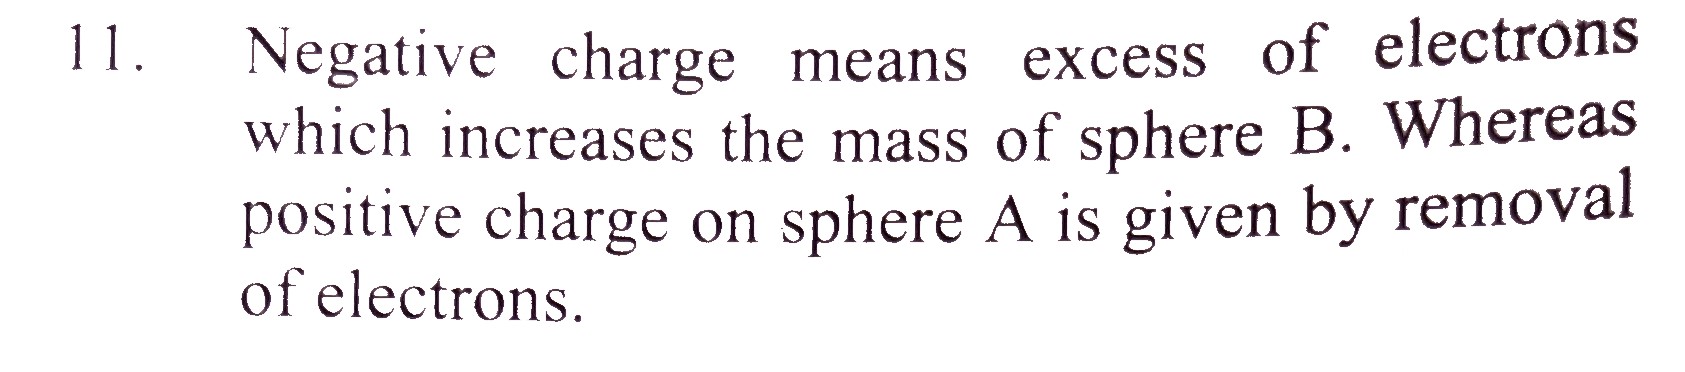 11. Negative charge means excess of electrons
which increases the mass of sphere B. Whereas
positive charge on sphere A is given by removal
of electrons.